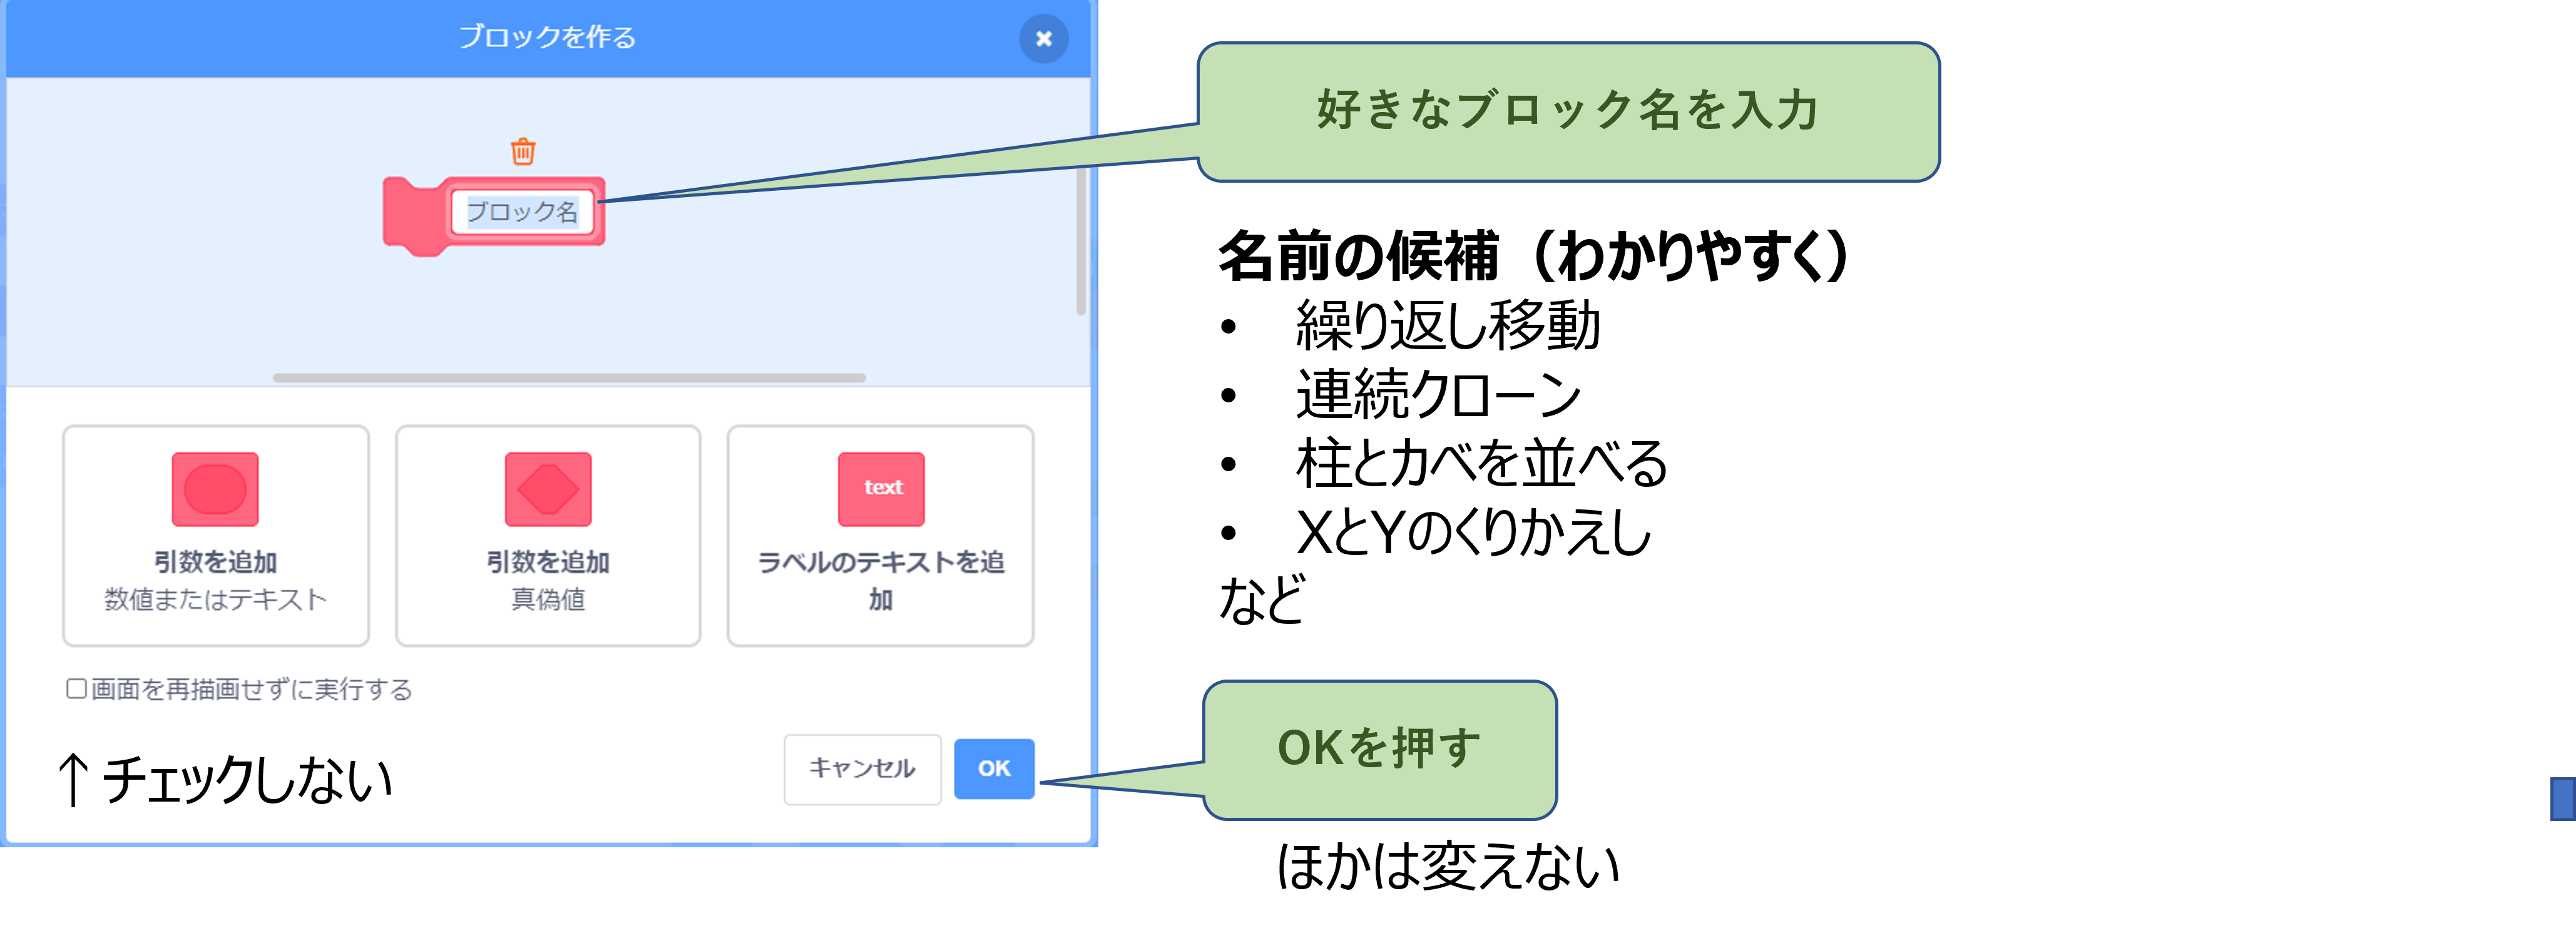 ブロックを作る
ブロック名
引数を追加
数値またはテキスト
引数を追加
真偽値
text
ラベルのテキストを追
加
画面を再描画せずに実行する
↑チェックしない
キャンセル
OK
好きなブロック名を入力
名前の候補（わかりやすく）
• 繰り返し移動
• 連続クローン
• 柱とカベを並べる
• XとYのくりかえし
など
OKを押す
ほかは変えない